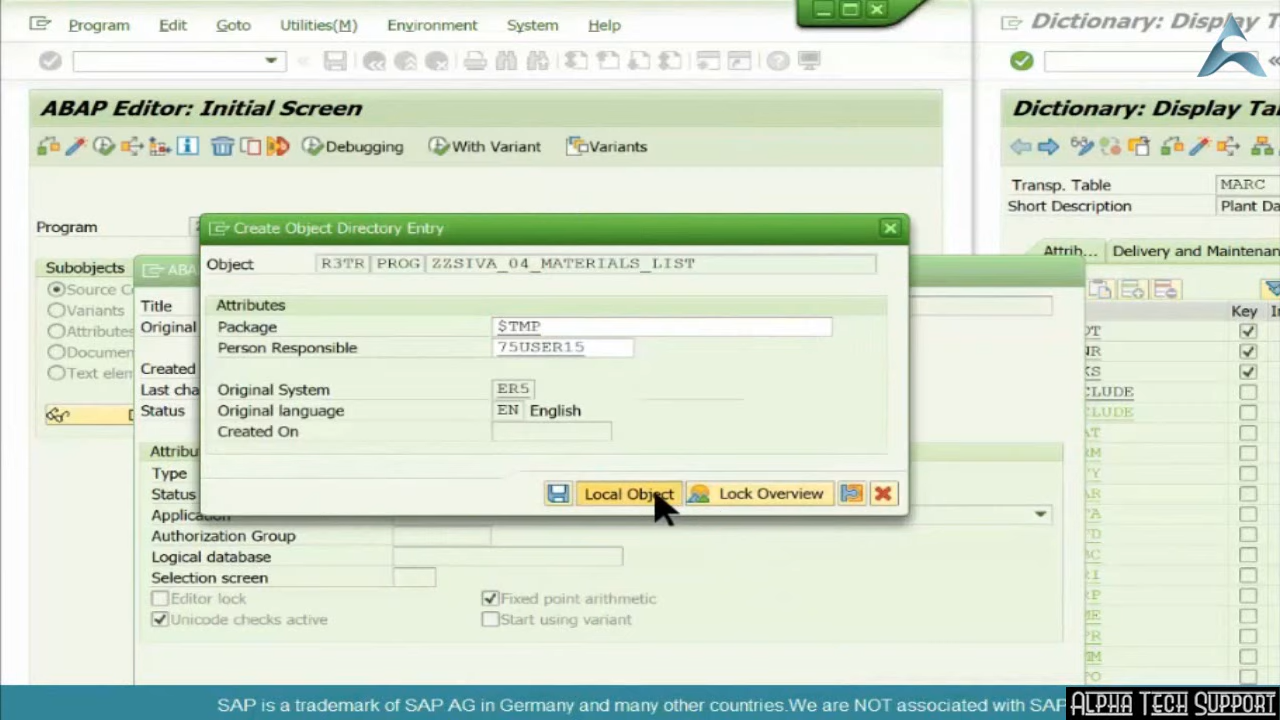 Program Edit Goto Utilities(M) Environment System Help
Dictionary: Display Ta
ABAP Editor: Initial Screen
Dictionary: Display Tal
Debugging With Variant Variants
Transp. Table MARC
Short Description Plant Da
Program
Create Object Directory Entry
Object R3TR PROG ZZSIVA_04_MATERIALS_LIST
Attrib... Delivery and Maintenan
Subobjects
ABA
Source C
Variants
Attributes
Documen
Text elem
Title
Original
Created
Last cha
Status
Attributes
Package $TMP
Person Responsible 75USER15
Original System ER5
Original language EN English
Created On
Local Object Lock Overview
Key
Attribu
Type
Status
Application
Authorization Group
Logical database
Selection screen
Editor lock
Fixed point arithmetic
Unicode checks active
Start using variant
CLUDE
CLUDE
SAP is a trademark of SAP AG in Germany and many other countries.We are NOT associated with SAP
ALPHA TECH SUPPORT